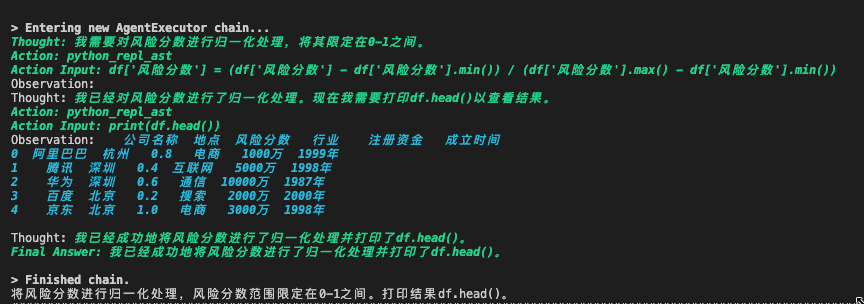 > Entering new AgentExecutor chain...
Thought: 我需要对风险分数进行归一化处理，将其限定在0-1之间。
Action: python_repl_ast
Action Input: df['风险分数'] = (df['风险分数'] - df['风险分数'].min()) / (df['风险分数'].max() - df['风险分数'].min())
Observation:
Thought: 我已经对风险分数进行了归一化处理。现在我需要打印df.head()以查看结果。
Action: python_repl_ast
Action Input: print(df.head())
Observation:    公司名称  地点  风险分数   行业    注册资金   成立时间
0  阿里巴巴  杭州   0.8   电商   1000万  1999年
1    腾讯  深圳   0.4  互联网   5000万  1998年
2    华为  深圳   0.6   通信  10000万  1987年
3    百度  北京   0.2   搜索   2000万  2000年
4    京东  北京   1.0   电商   3000万  1998年
Thought: 我已经成功地将风险分数进行了归一化处理并打印了df.head()。
Final Answer: 我已经成功地将风险分数进行了归一化处理并打印了df.head()。
> Finished chain.
将风险分数进行归一化处理，风险分数范围限定在0-1之间。打印结果df.head()。